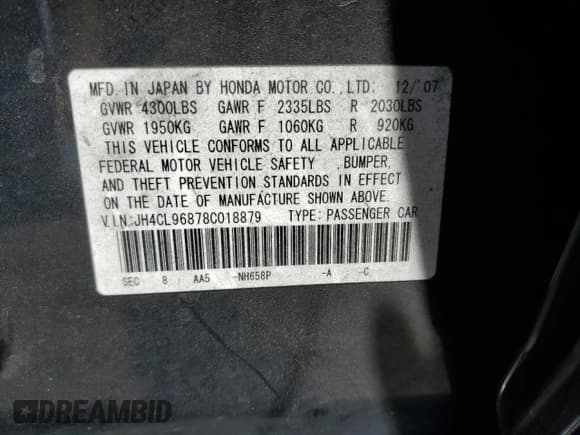 MFD. IN JAPAN BY HONDA MOTOR CO., LTD: 12/'07
GVWR 4300LBS GAWR F 2335LBS R 2030LBS
GVWR 1950KG GAWR F 1060KG R 920KG
THIS VEHICLE CONFORMS TO ALL APPLICABLE
FEDERAL MOTOR VEHICLE SAFETY , BUMPER,
AND THEFT PREVENTION STANDARDS IN EFFECT
ON THE DATE OF MANUFACTURE SHOWN ABOVE.
V.I.N.:JH4CL96878C018879 TYPE: PASSENGER CAR
SEC 8 AA5 -NH658P -A -C
DREAMBID